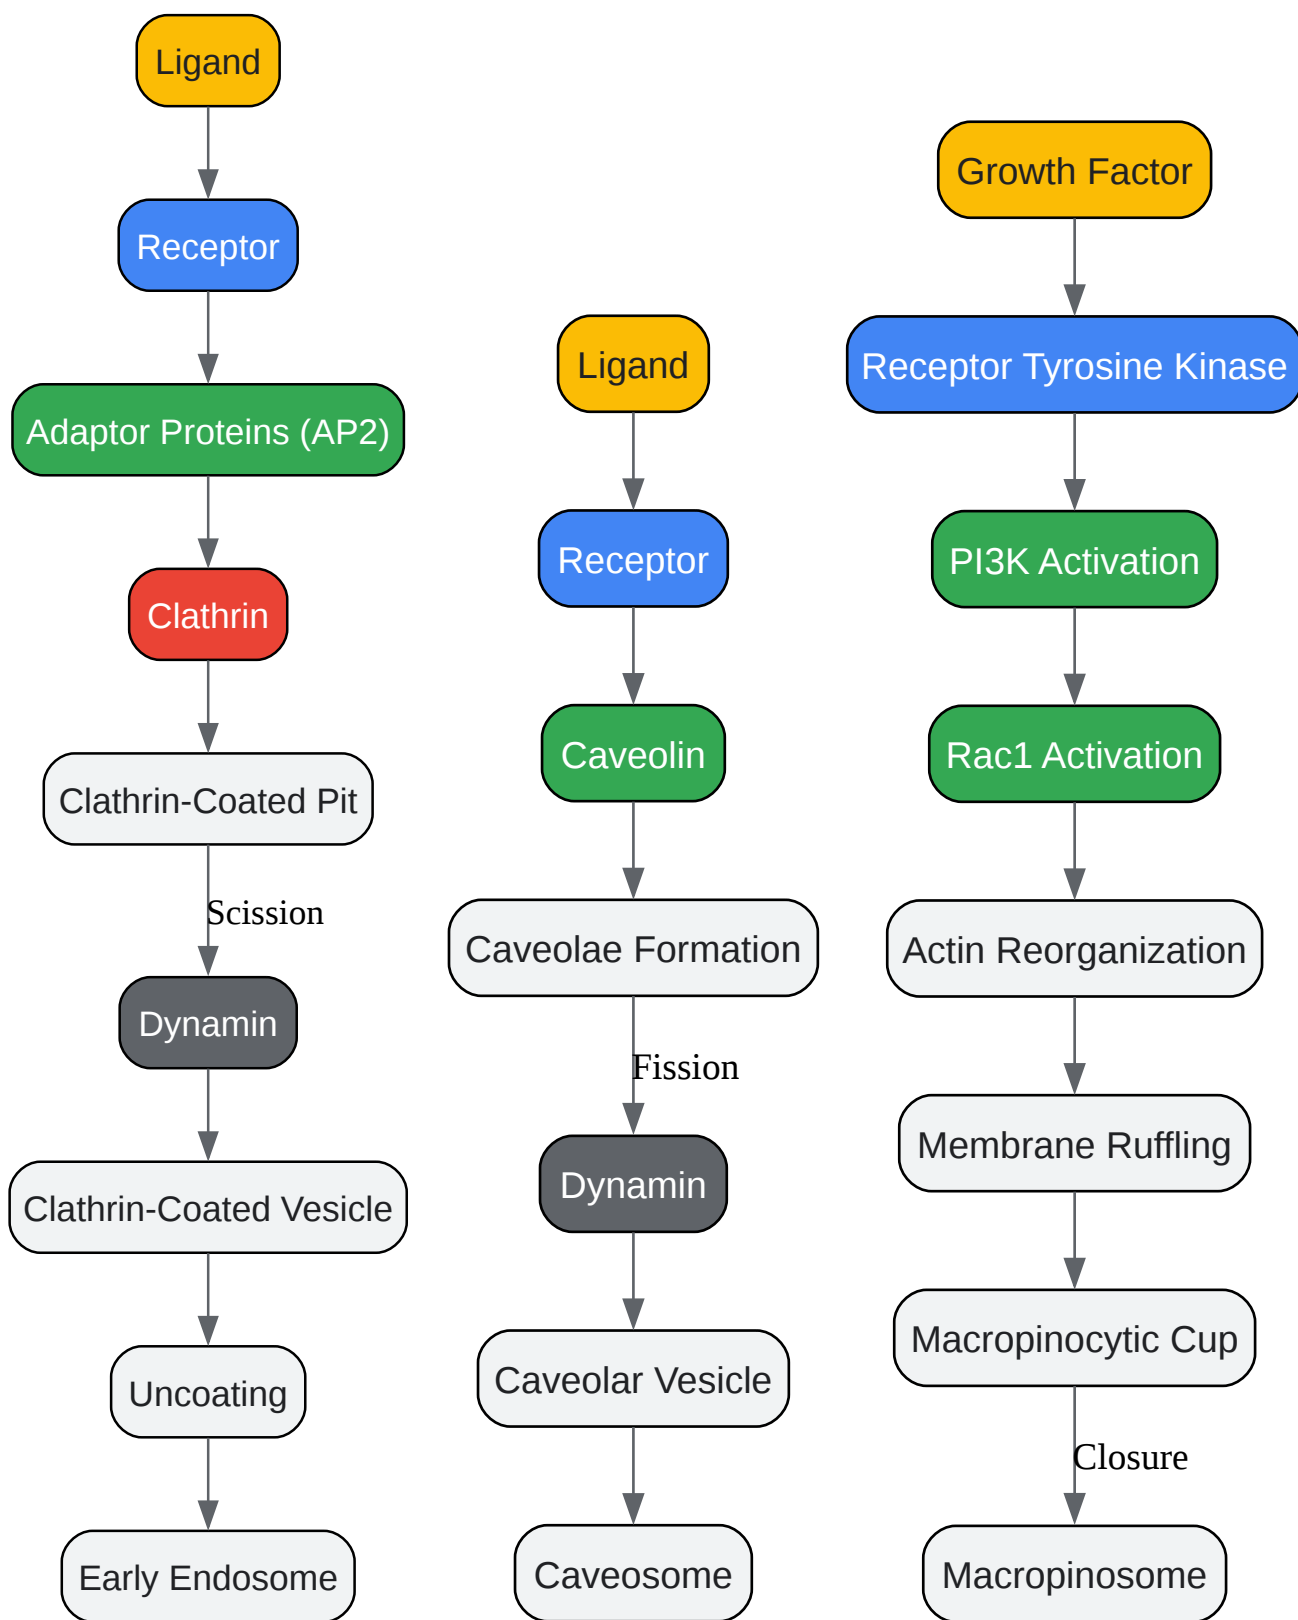 Ligand
Receptor
Adaptor Proteins (AP2)
Clathrin
Clathrin-Coated Pit
Scission
Dynamin
Clathrin-Coated Vesicle
Uncoating
Early Endosome
Ligand
Receptor
Caveolin
Caveolae Formation
Fission
Dynamin
Caveolar Vesicle
Caveosome
Growth Factor
Receptor Tyrosine Kinase
PI3K Activation
Rac1 Activation
Actin Reorganization
Membrane Ruffling
Macropinocytic Cup
Closure
Macropinosome